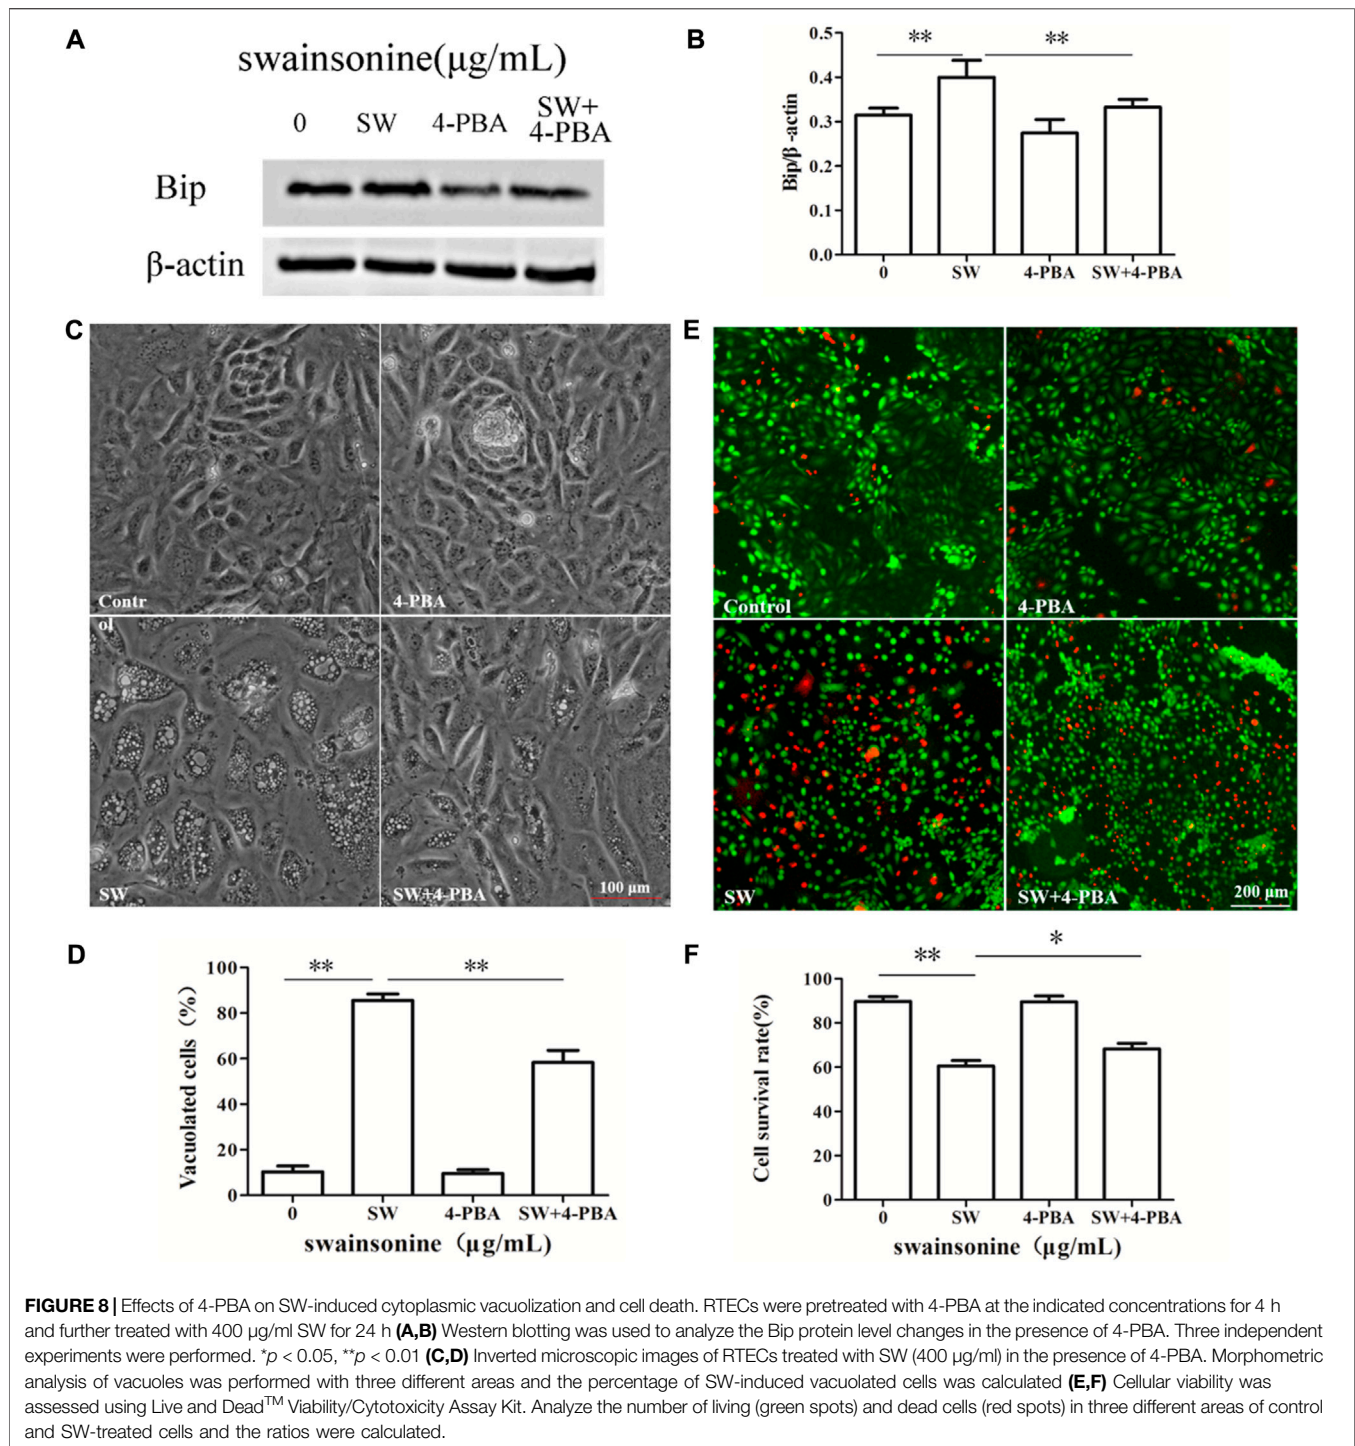 A
swainsonine(µg/mL)
0 SW 4-PBA SW+
4-PBA
Bip
β-actin
B
Bip/β -actin
0.5
0.4
0.3
0.2
0.1
0.0
** **
0 SW 4-PBA SW+4-PBA
C
Contr
ol
4-PBA
SW
SW+4-PBA
100 µm
E
Control
4-PBA
SW
SW+4-PBA
200 µm
D
Vacuolated cells (%)
100
80
60
40
20
0
** **
0 SW 4-PBA SW+4-PBA
swainsonine (µg/mL)
F
Cell survival rate(%)
100
80
60
40
20
0
** *
0 SW 4-PBA SW+4-PBA
swainsonine (µg/mL)
FIGURE 8 | Effects of 4-PBA on SW-induced cytoplasmic vacuolization and cell death. RTECs were pretreated with 4-PBA at the indicated concentrations for 4 h
and further treated with 400 µg/ml SW for 24 h (A,B) Western blotting was used to analyze the Bip protein level changes in the presence of 4-PBA. Three independent
experiments were performed. *p < 0.05, **p < 0.01 (C,D) Inverted microscopic images of RTECs treated with SW (400 µg/ml) in the presence of 4-PBA. Morphometric
analysis of vacuoles was performed with three different areas and the percentage of SW-induced vacuolated cells was calculated (E,F) Cellular viability was
assessed using Live and Dead™ Viability/Cytotoxicity Assay Kit. Analyze the number of living (green spots) and dead cells (red spots) in three different areas of control
and SW-treated cells and the ratios were calculated.